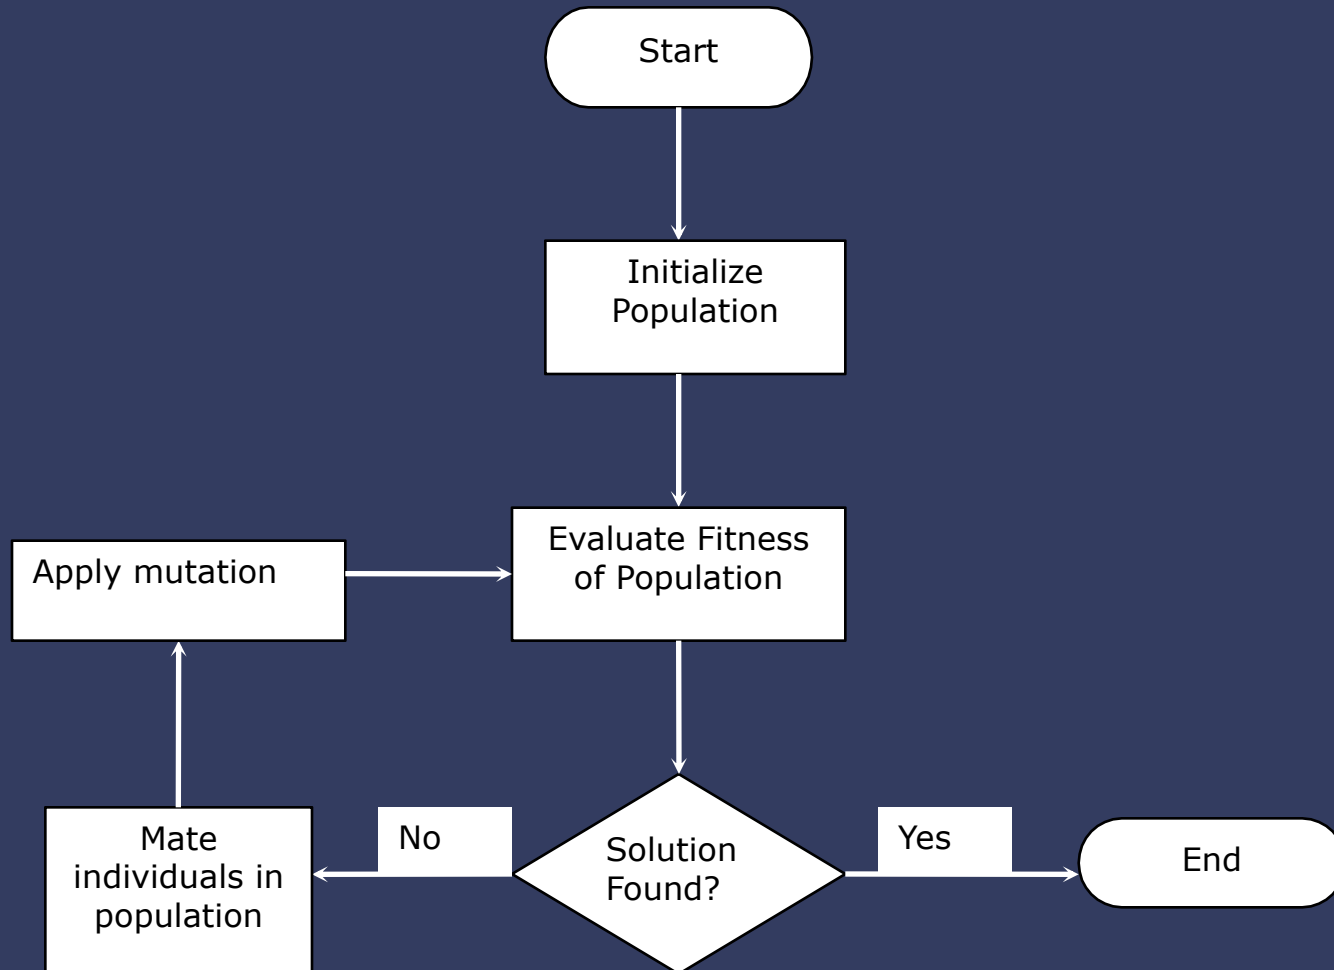 Start
Initialize
Population
Evaluate Fitness
of Population
Apply mutation
Mate
individuals in
population
No
Solution
Found?
Yes
End